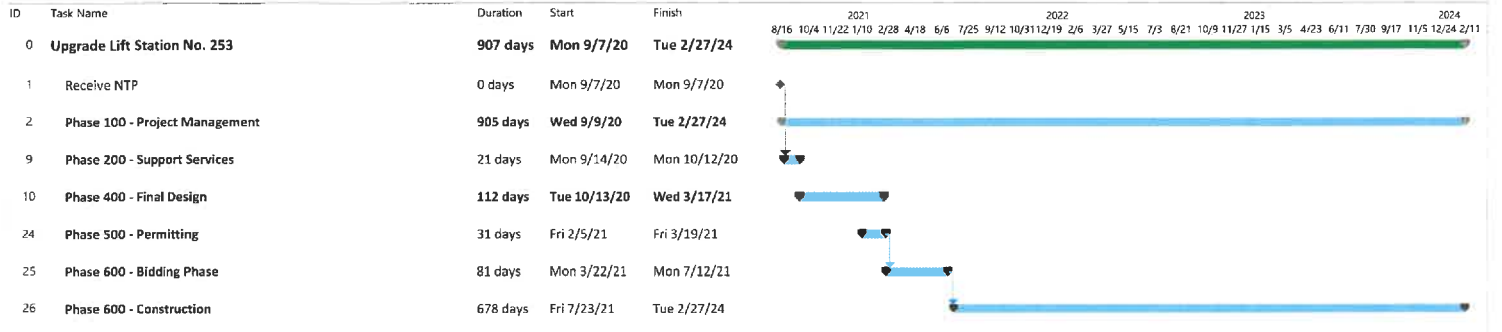 ID Task Name Duration Start Finish 2021 2022 2023 2024
8/16 10/4 11/22 1/10 2/28 4/18 6/6 7/25 9/12 10/31 12/19 2/6 3/27 5/15 7/3 8/21 10/9 11/27 1/15 3/5 4/23 6/11 7/30 9/17 11/5 12/24 2/11
0 Upgrade Lift Station No. 253 907 days Mon 9/7/20 Tue 2/27/24
1 Receive NTP 0 days Mon 9/7/20 Mon 9/7/20
2 Phase 100 - Project Management 905 days Wed 9/9/20 Tue 2/27/24
9 Phase 200 - Support Services 21 days Mon 9/14/20 Mon 10/12/20
10 Phase 400 - Final Design 112 days Tue 10/13/20 Wed 3/17/21
24 Phase 500 - Permitting 31 days Fri 2/5/21 Fri 3/19/21
25 Phase 600 - Bidding Phase 81 days Mon 3/22/21 Mon 7/12/21
26 Phase 600 - Construction 678 days Fri 7/23/21 Tue 2/27/24